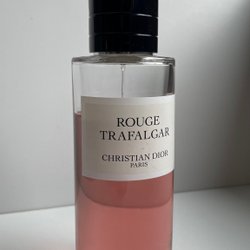 ROUGE
TRAFALGAR
CHRISTIAN DIOR
PARIS